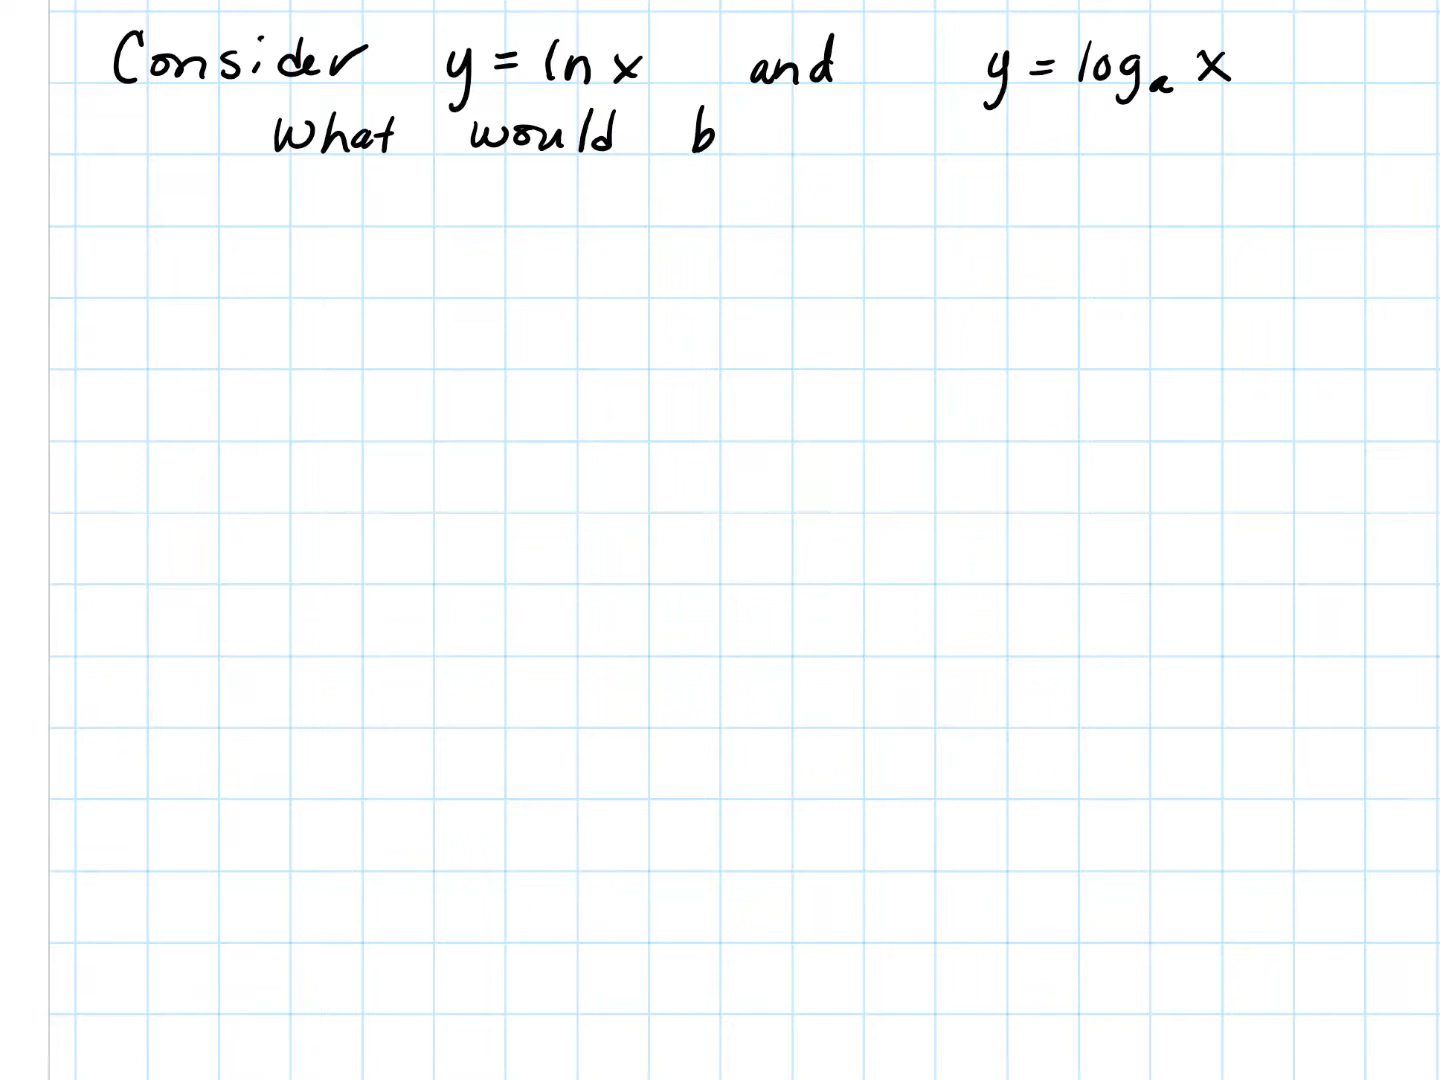 Consider y = ln x and y = logₐ x
What would b